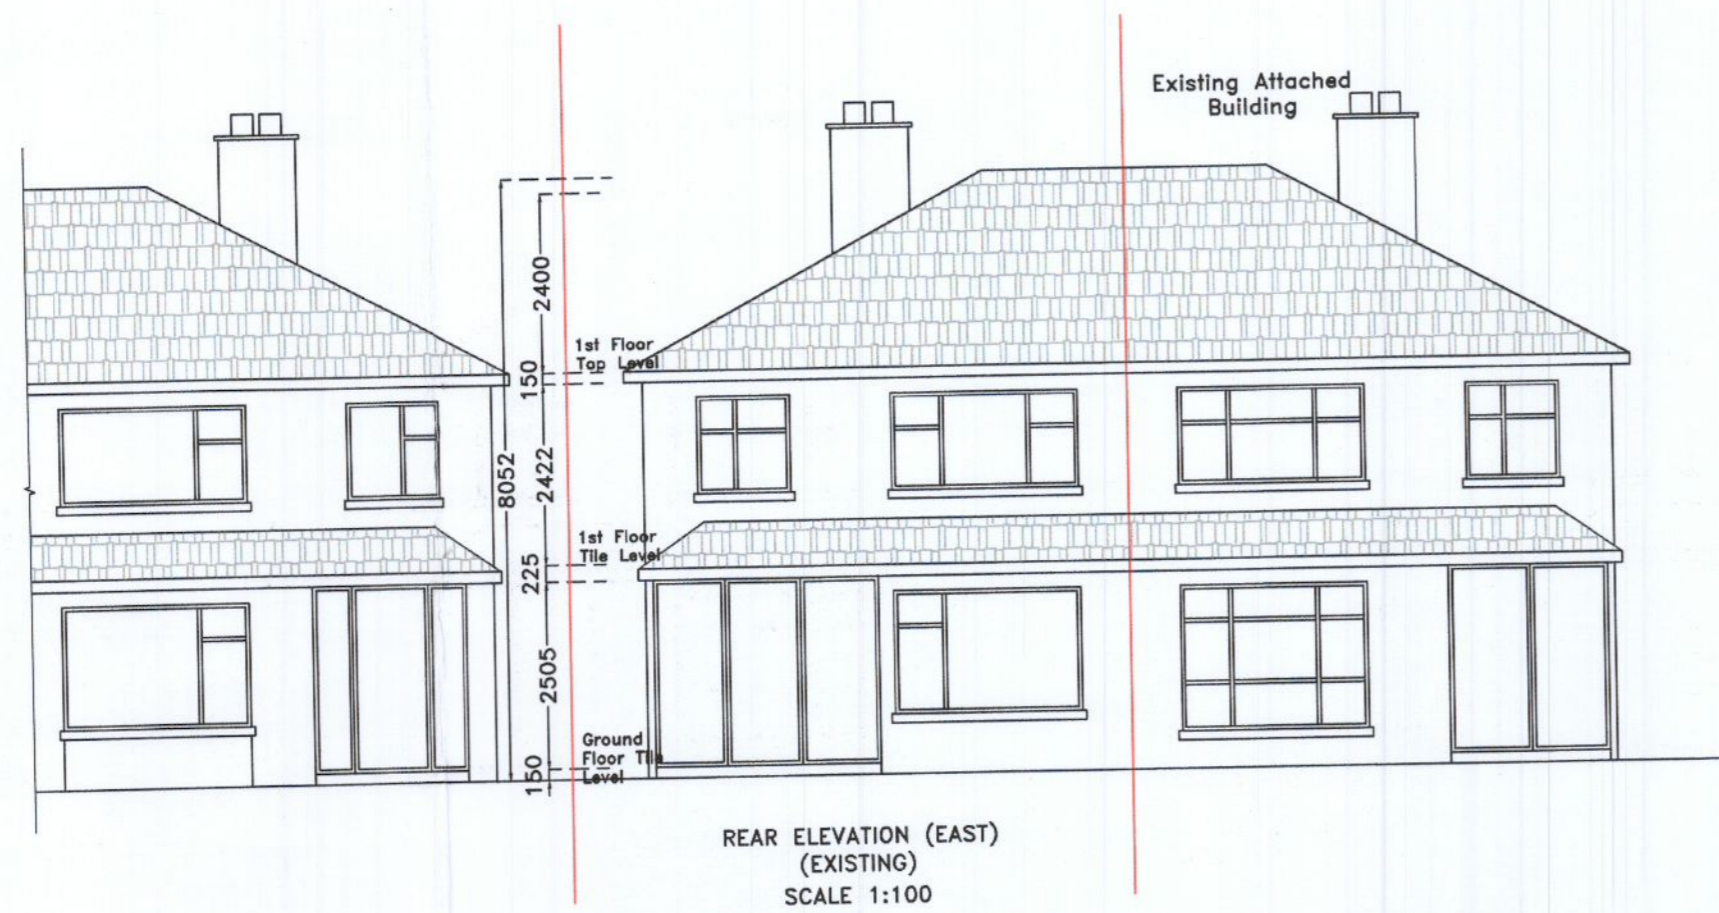 Existing Attached
Building
2400
1st Floor
Top Level
150
8052
2422
1st Floor
Tile Level
225
2505
Ground
Floor Tile
Level
150
REAR ELEVATION (EAST)
(EXISTING)
SCALE 1:100